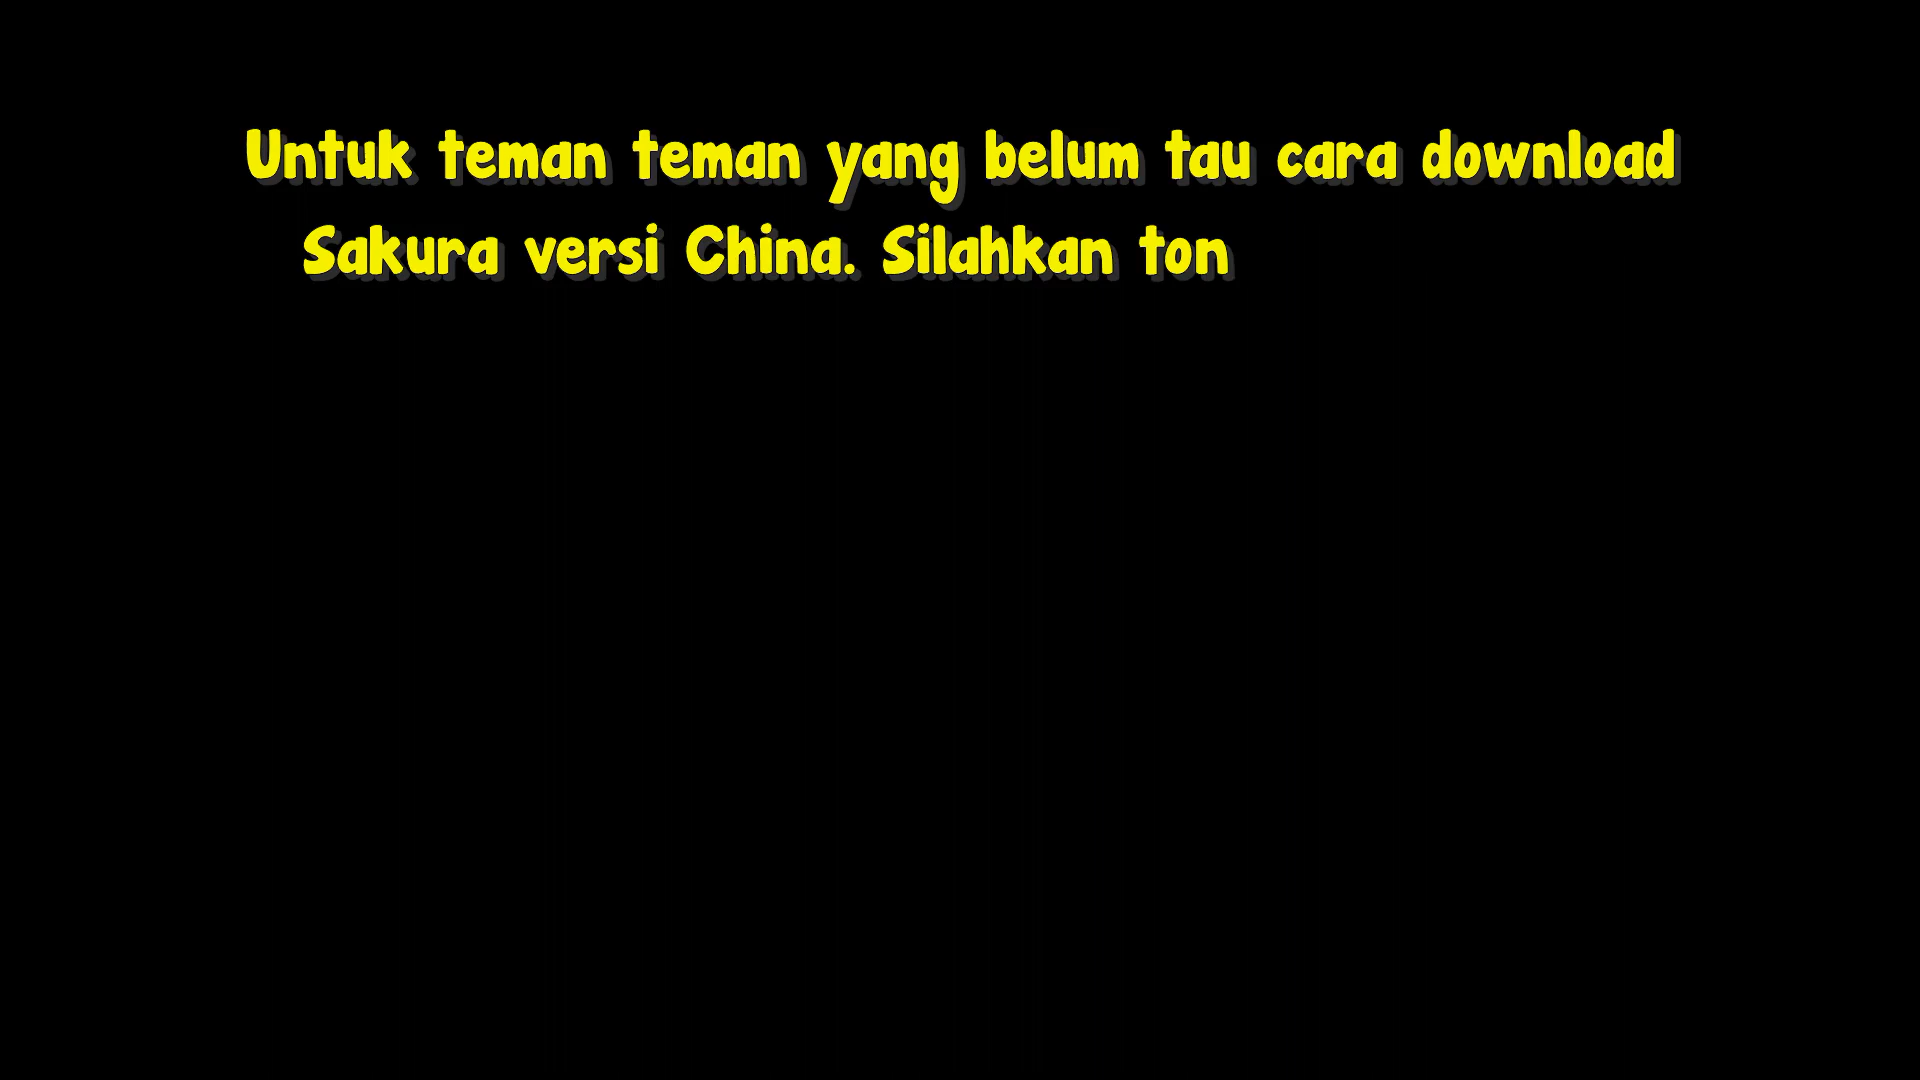 Untuk teman teman yang belum tau cara download
Sakura versi China. Silahkan ton